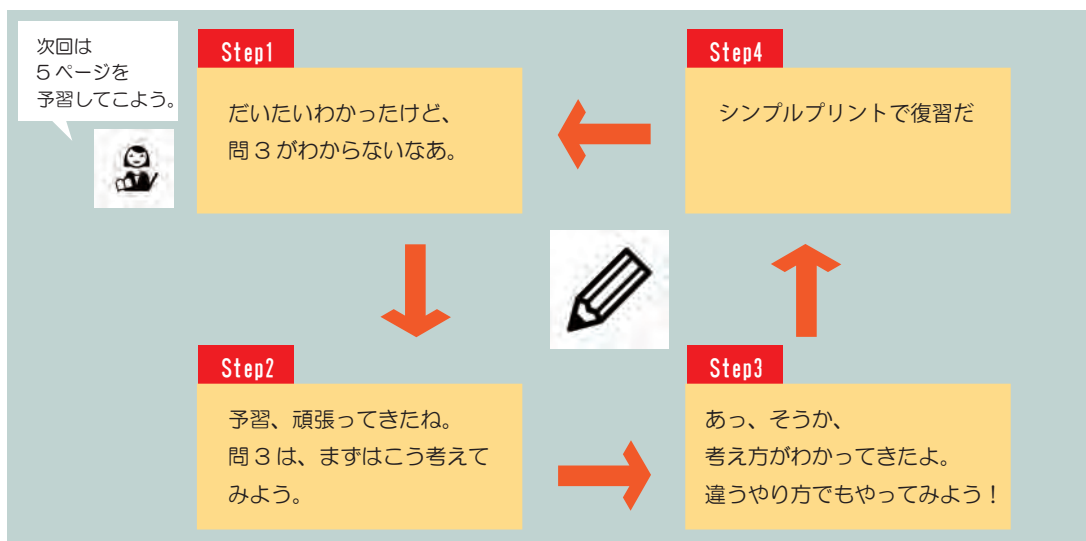 次回は
5ページを
予習してこよう。
Step1
だいたいわかったけど、
問3がわからないなあ。
Step2
予習、頑張ってきたね。
問3は、まずはこう考えて
みよう。
Step3
あっ、そうか、
考え方がわかってきたよ。
違うやり方でもやってみよう！
Step4
シンプルプリントで復習だ